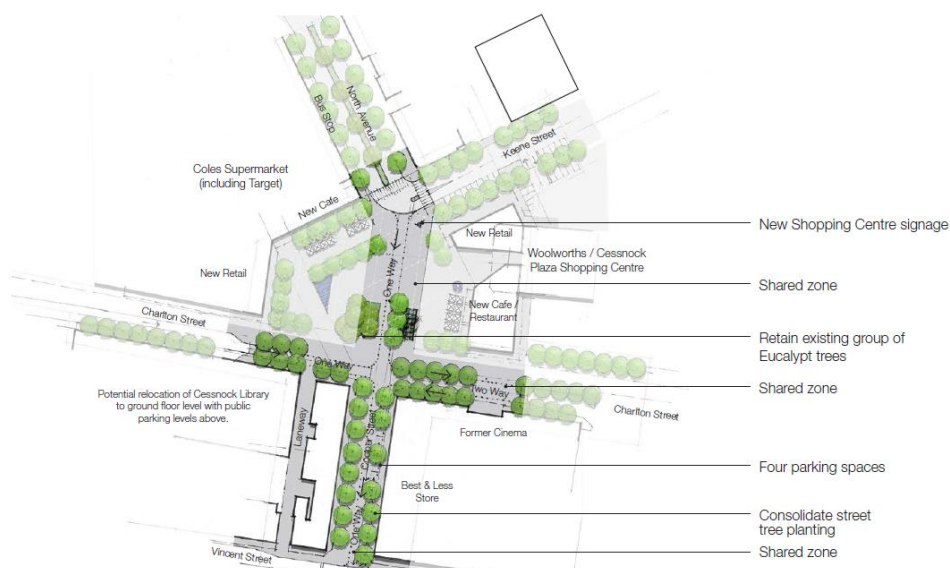 North Avenue
Bus Stop
Keene Street
Coles Supermarket
(including Target)
New Cafe
New Shopping Centre signage
New Retail
Woolworths / Cessnock
Plaza Shopping Centre
One Way
New Retail
Shared zone
New Cafe /
Restaurant
Charlton Street
Retain existing group of
Eucalypt trees
One Way
Two Way
Shared zone
Potential relocation of Cessnock Library
to ground floor level with public
parking levels above.
Charlton Street
Laneway
Cooper Street
Former Cinema
Four parking spaces
Best & Less
Store
One Way
Consolidate street
tree planting
Vincent Street
Shared zone